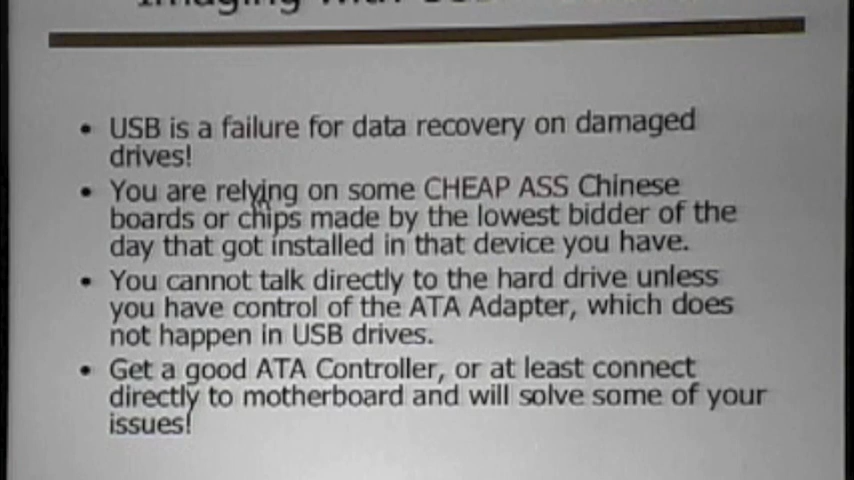 Imaging with
• USB is a failure for data recovery on damaged
drives!
• You are relying on some CHEAP ASS Chinese
boards or chips made by the lowest bidder of the
day that got installed in that device you have.
• You cannot talk directly to the hard drive unless
you have control of the ATA Adapter, which does
not happen in USB drives.
• Get a good ATA Controller, or at least connect
directly to motherboard and will solve some of your
issues!